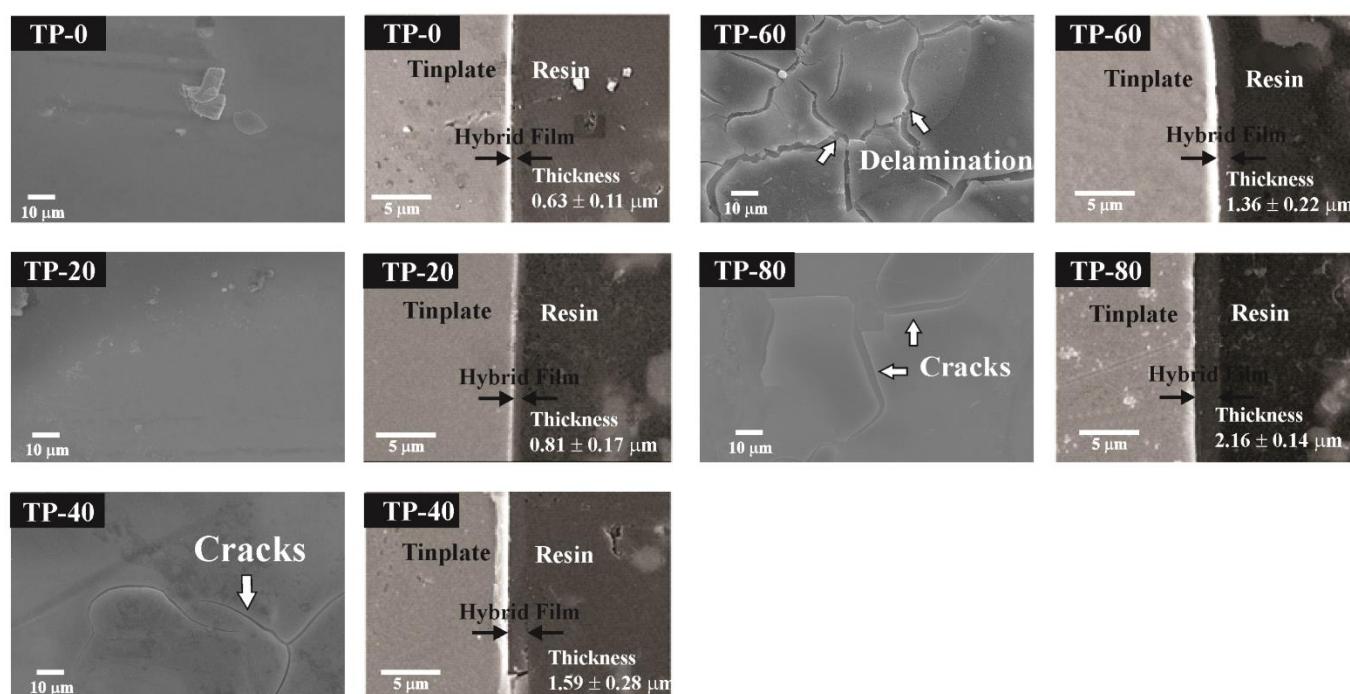 TP-0
10 µm
TP-0
Tinplate
Resin
Hybrid Film
Thickness
0.63 ± 0.11 µm
5 µm
TP-60
Delamination
10 µm
TP-60
Tinplate
Resin
Hybrid Film
Thickness
1.36 ± 0.22 µm
5 µm
TP-20
10 µm
TP-20
Tinplate
Resin
Hybrid Film
Thickness
0.81 ± 0.17 µm
5 µm
TP-80
Cracks
10 µm
TP-80
Tinplate
Resin
Hybrid Film
Thickness
2.16 ± 0.14 µm
5 µm
TP-40
Cracks
10 µm
TP-40
Tinplate
Resin
Hybrid Film
Thickness
1.59 ± 0.28 µm
5 µm